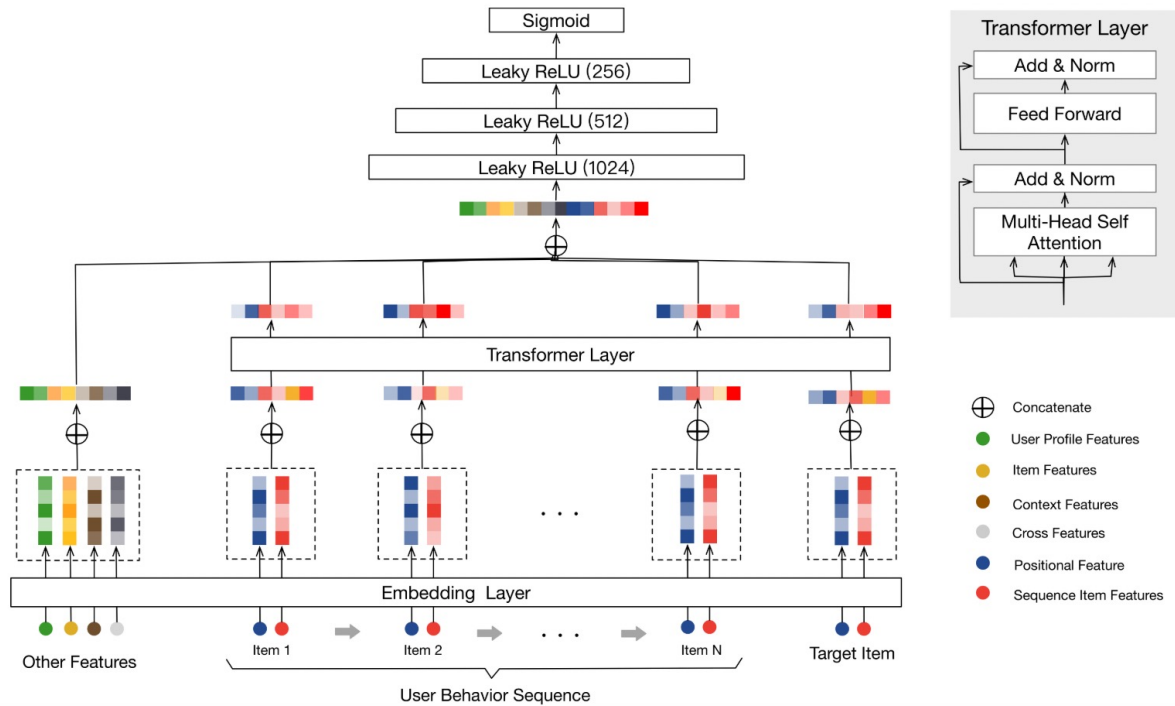 Sigmoid
Leaky ReLU (256)
Leaky ReLU (512)
Leaky ReLU (1024)
Transformer Layer
Embedding Layer
Other Features
Item 1
Item 2
. . .
. . .
Item N
Target Item
User Behavior Sequence
Transformer Layer
Add & Norm
Feed Forward
Add & Norm
Multi-Head Self
Attention
Concatenate
User Profile Features
Item Features
Context Features
Cross Features
Positional Feature
Sequence Item Features